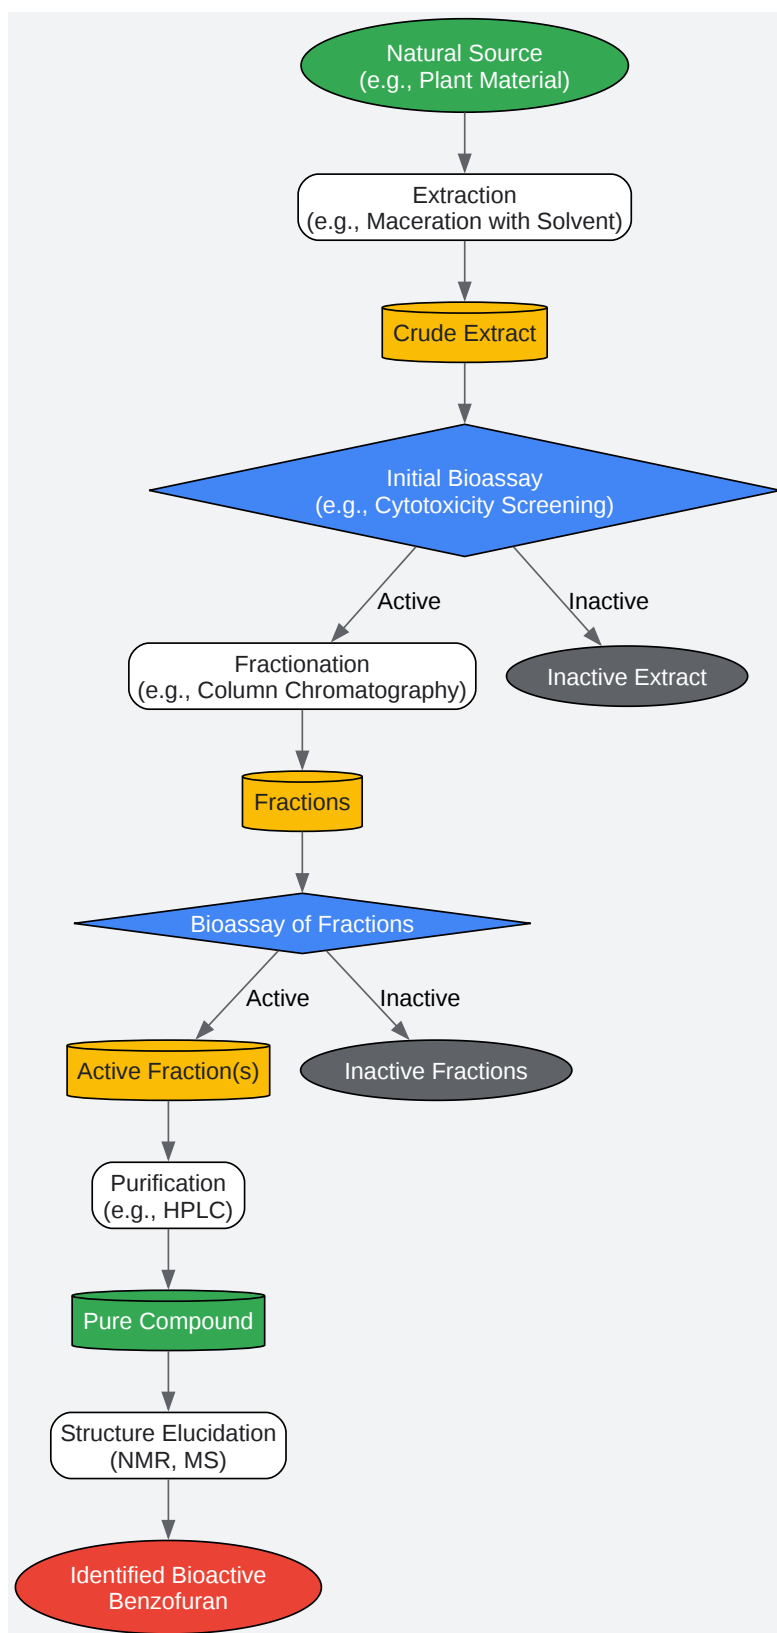 Natural Source
(e.g., Plant Material)
Extraction
(e.g., Maceration with Solvent)
Crude Extract
Initial Bioassay
(e.g., Cytotoxicity Screening)
Active
Inactive
Fractionation
(e.g., Column Chromatography)
Inactive Extract
Fractions
Bioassay of Fractions
Active
Inactive
Active Fraction(s)
Inactive Fractions
Purification
(e.g., HPLC)
Pure Compound
Structure Elucidation
(NMR, MS)
Identified Bioactive
Benzofuran